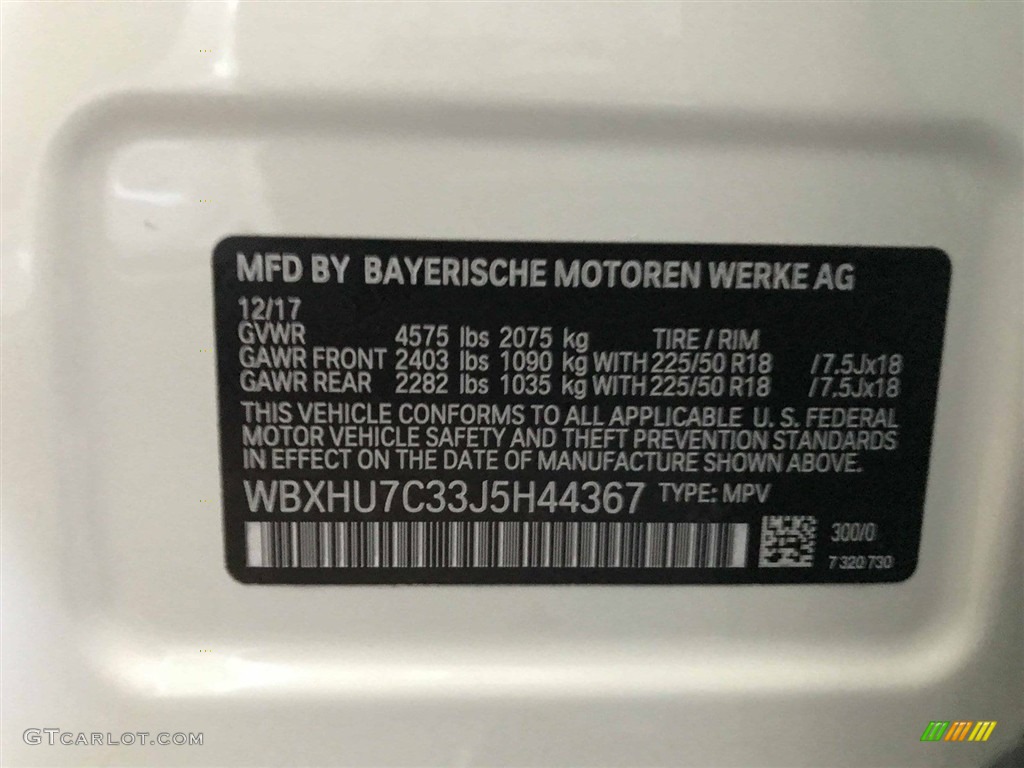 MFD BY BAYERISCHE MOTOREN WERKE AG
12/17
GVWR 4575 lbs 2075 kg TIRE / RIM
GAWR FRONT 2403 lbs 1090 kg WITH 225/50 R18 /7.5Jx18
GAWR REAR 2282 lbs 1035 kg WITH 225/50 R18 /7.5Jx18
THIS VEHICLE CONFORMS TO ALL APPLICABLE U. S. FEDERAL
MOTOR VEHICLE SAFETY AND THEFT PREVENTION STANDARDS
IN EFFECT ON THE DATE OF MANUFACTURE SHOWN ABOVE.
WBXHU7C33J5H44367 TYPE: MPV
300/0
7 320 730
GTCARLOT.COM